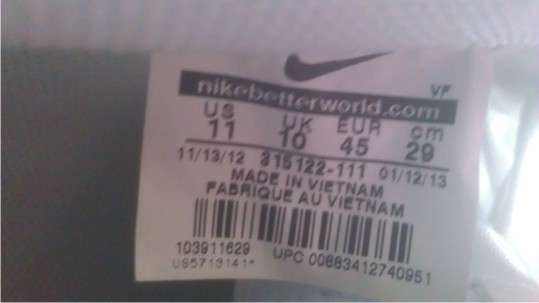 VF
nikebetterworld.com
US UK EUR cm
11 10 45 29
11/13/12 315122-111 01/12/13
MADE IN VIETNAM
FABRIQUE AU VIETNAM
103911629 UPC 00883412740951
US5713141*